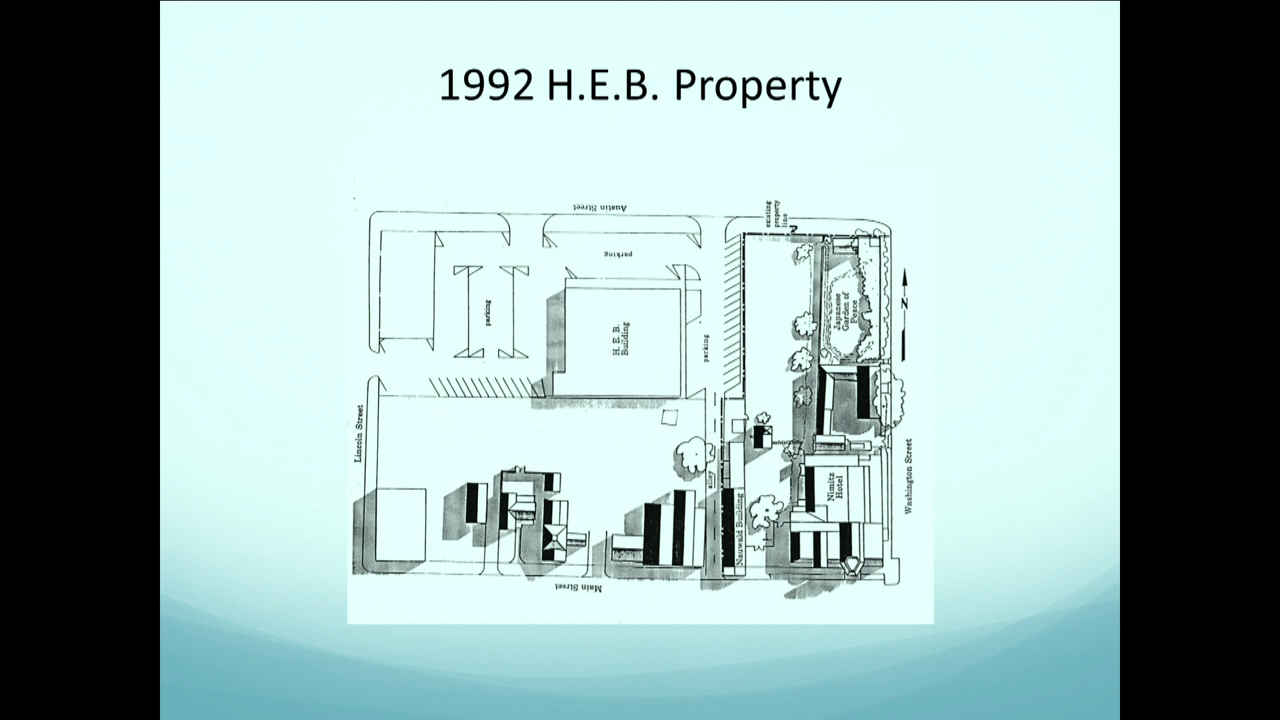 1992 H.E.B. Property
Austin Street
existing
property
line
parking
parking
H. E. B.
Building
parking
Japanese
Garden of
Peace
N
Lincoln Street
alley
Nauwald Building
Nimitz
Hotel
Washington Street
Main Street